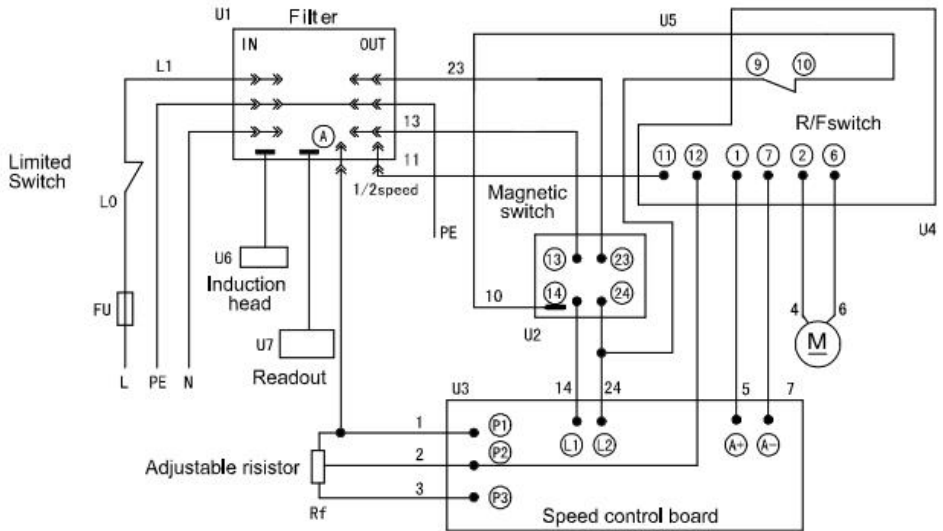 U1 Filter U5
IN OUT
L1 23 9 10
R/Fswitch
A 13
11 11 12 1 7 2 6
Limited
Switch
1/2speed
Magnetic
switch
L0
PE U4
U6 13 23
Induction
head
10 14 24
FU U7 U2 4 6
M
Readout
L PE N
U3 14 24 5 7
1 P1
L1 L2 A+ A-
2 P2
Adjustable risistor
3 P3
Rf Speed control board